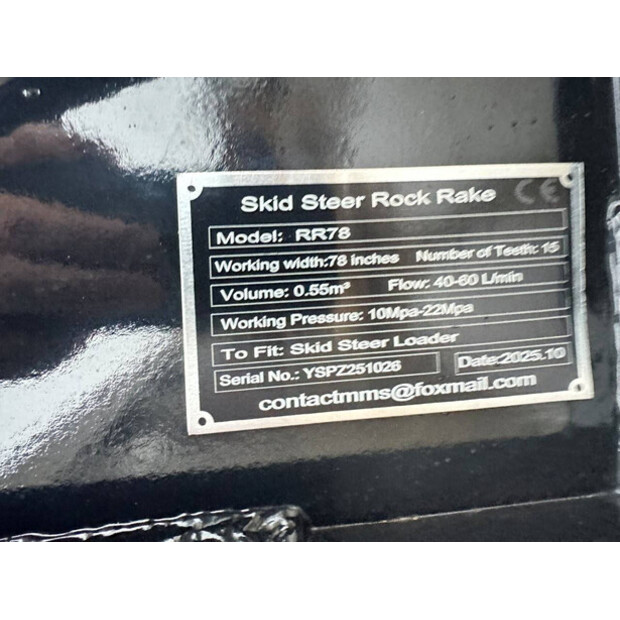 Skid Steer Rock Rake CE
Model: RR78
Working width:78 inches Number of Teeth: 15
Volume: 0.55m³ Flow: 40-60 L/min
Working Pressure: 10Mpa-22Mpa
To Fit: Skid Steer Loader
Serial No.: YSPZ251026 Date:2025.10
contactmms@foxmail.com